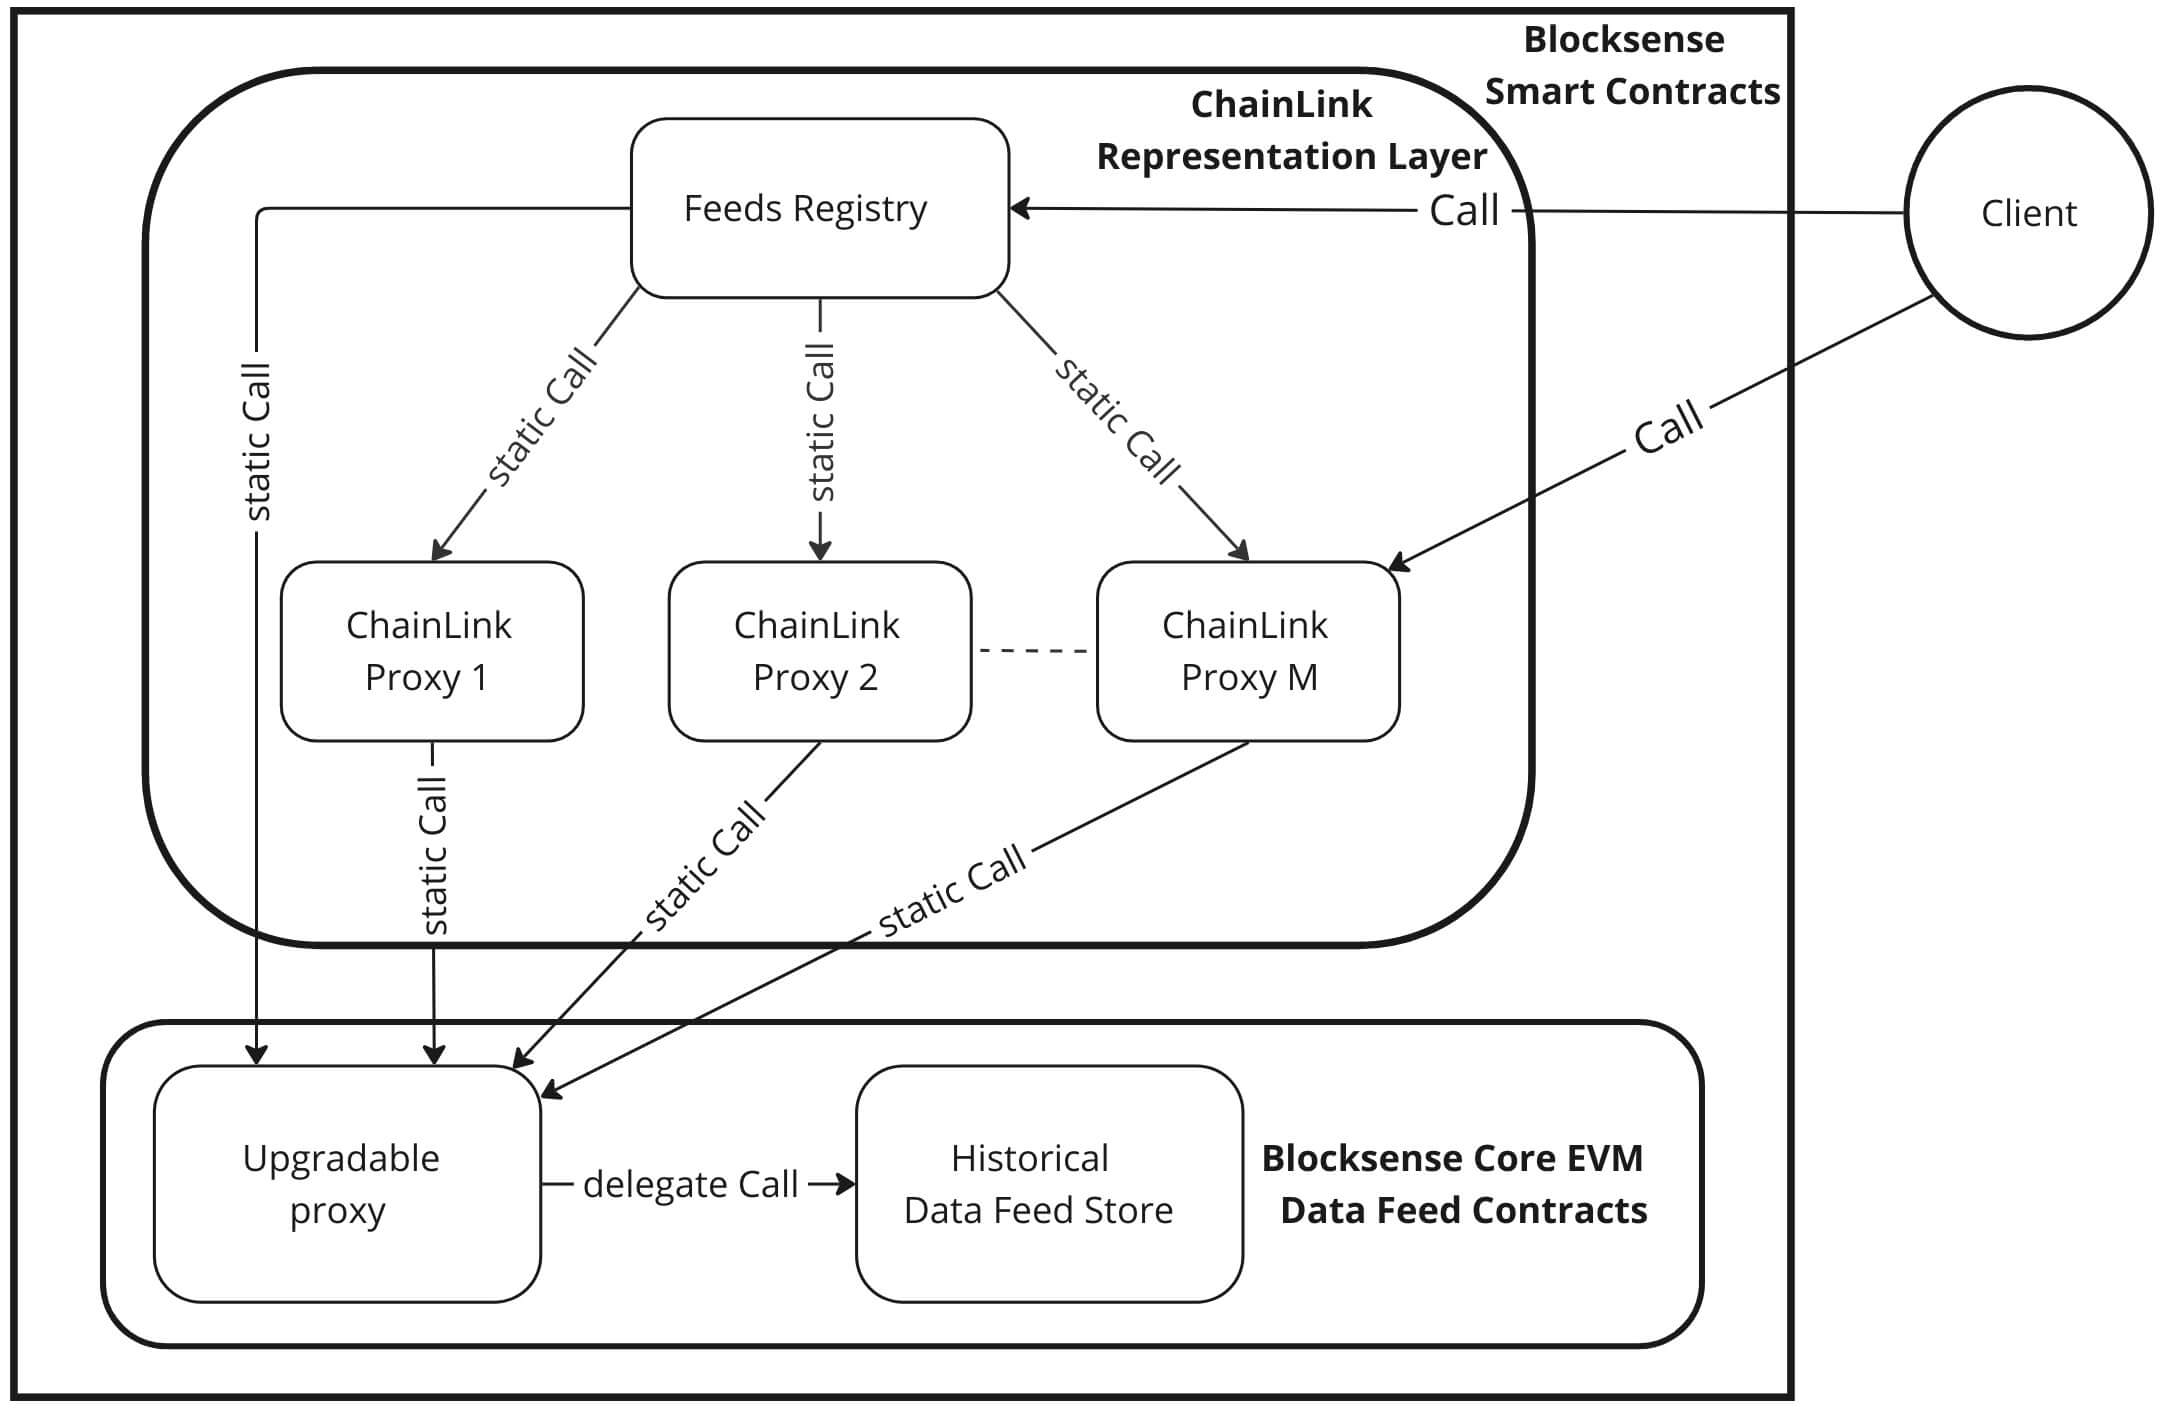 Blocksense
Smart Contracts
ChainLink
Representation Layer
Feeds Registry
Call
Client
static Call
static Call
static Call
static Call
Call
ChainLink
Proxy 1
ChainLink
Proxy 2
ChainLink
Proxy M
static Call
static Call
static Call
Upgradable
proxy
delegate Call
Historical
Data Feed Store
Blocksense Core EVM
Data Feed Contracts